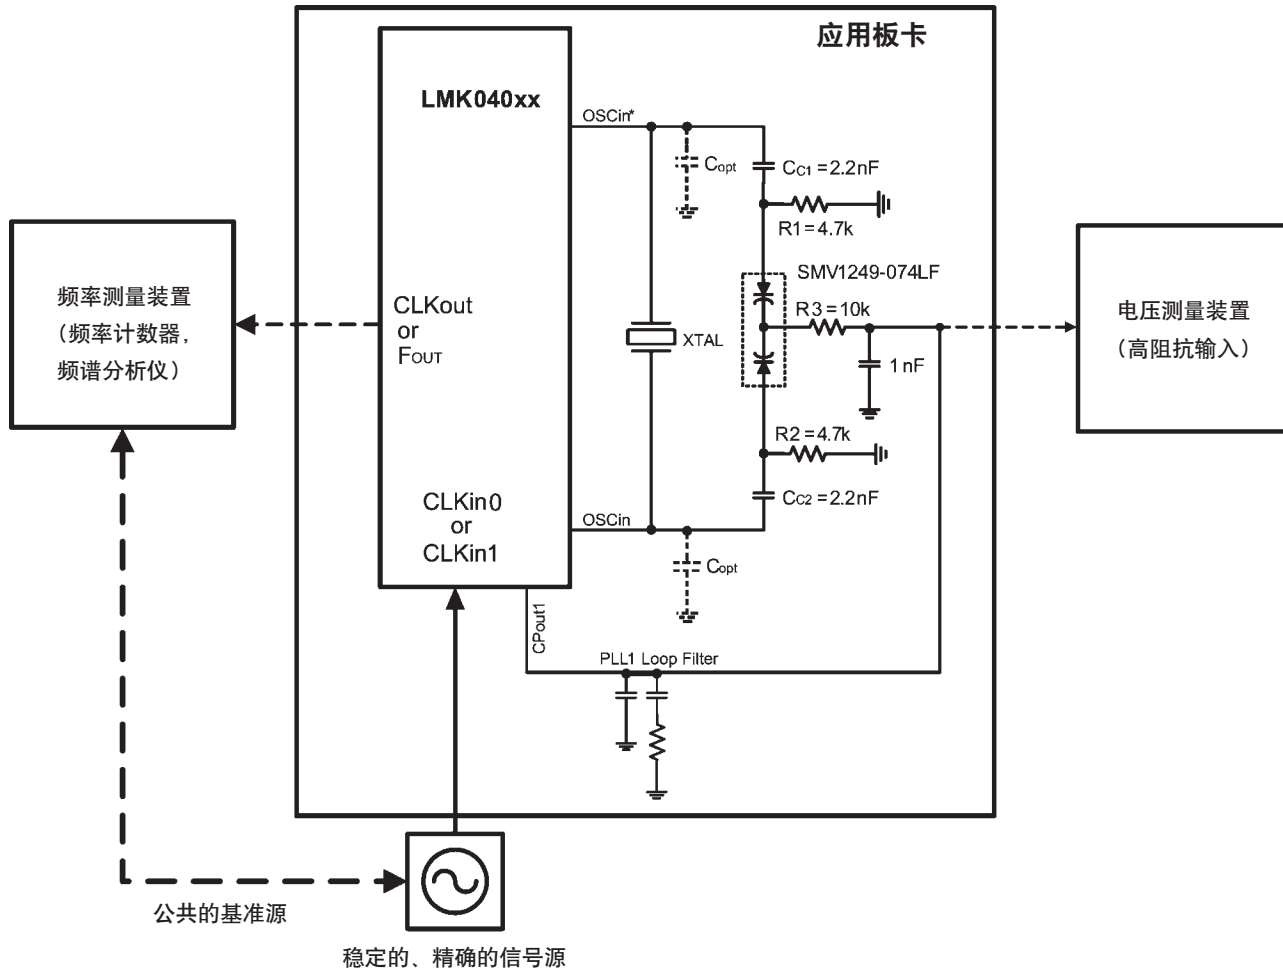 应用板卡
LMK040xx
OSCin*
Copt
CC1=2.2nF
R1=4.7k
SMV1249-074LF
R3=10k
XTAL
1nF
R2=4.7k
CC2=2.2nF
OSCin
Copt
CLKout
or
FOUT
CLKin0
or
CLKin1
CPout1
PLL1 Loop Filter
频率测量装置
（频率计数器，
频谱分析仪）
电压测量装置
（高阻抗输入）
公共的基准源
稳定的、精确的信号源